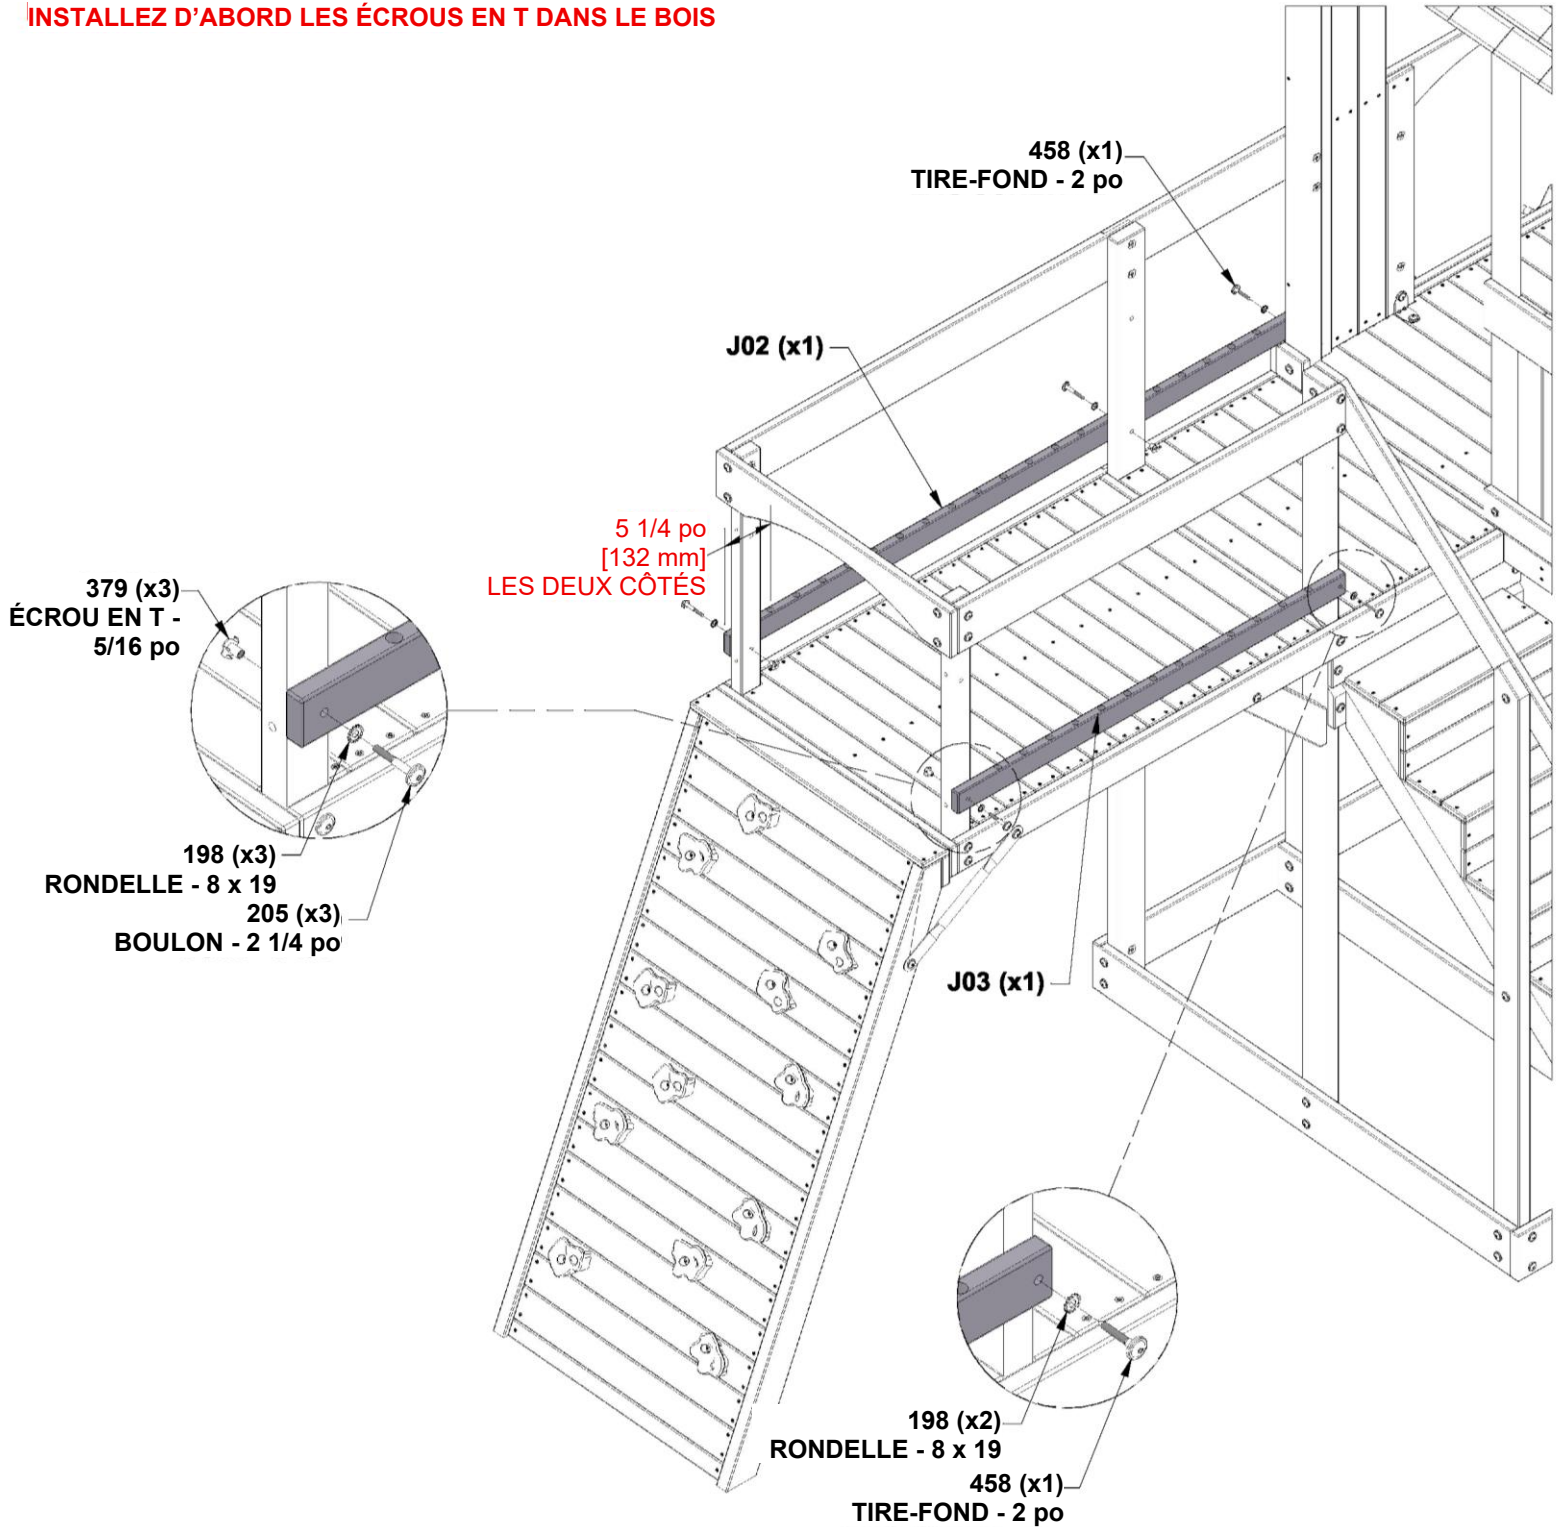 INSTALLEZ D’ABORD LES ÉCROUS EN T DANS LE BOIS
458 (x1)
TIRE-FOND - 2 po
J02 (x1)
5 1/4 po
[132 mm]
LES DEUX CÔTÉS
379 (x3)
ÉCROU EN T -
5/16 po
198 (x3)
RONDELLE - 8 x 19
205 (x3)
BOULON - 2 1/4 po
J03 (x1)
198 (x2)
RONDELLE - 8 x 19
458 (x1)
TIRE-FOND - 2 po